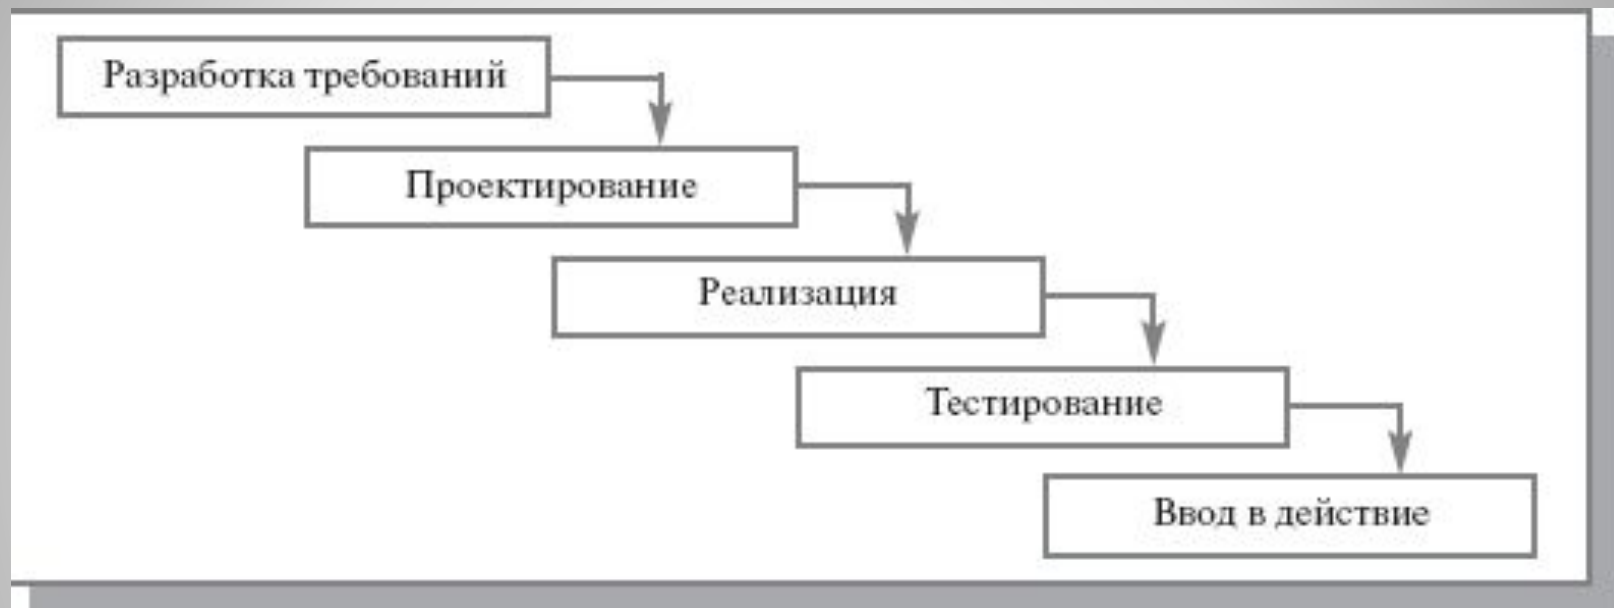 Разработка требований
Проектирование
Реализация
Тестирование
Ввод в действие